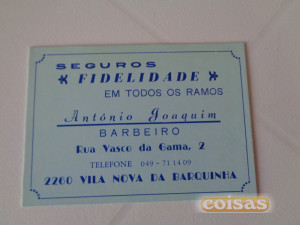 SEGUROS
FIDELIDADE
EM TODOS OS RAMOS
António Joaquim
BARBEIRO
Rua Vasco da Gama, 2
TELEFONE 049 - 71 14 09
2260 VILA NOVA DA BARQUINHA
coisas